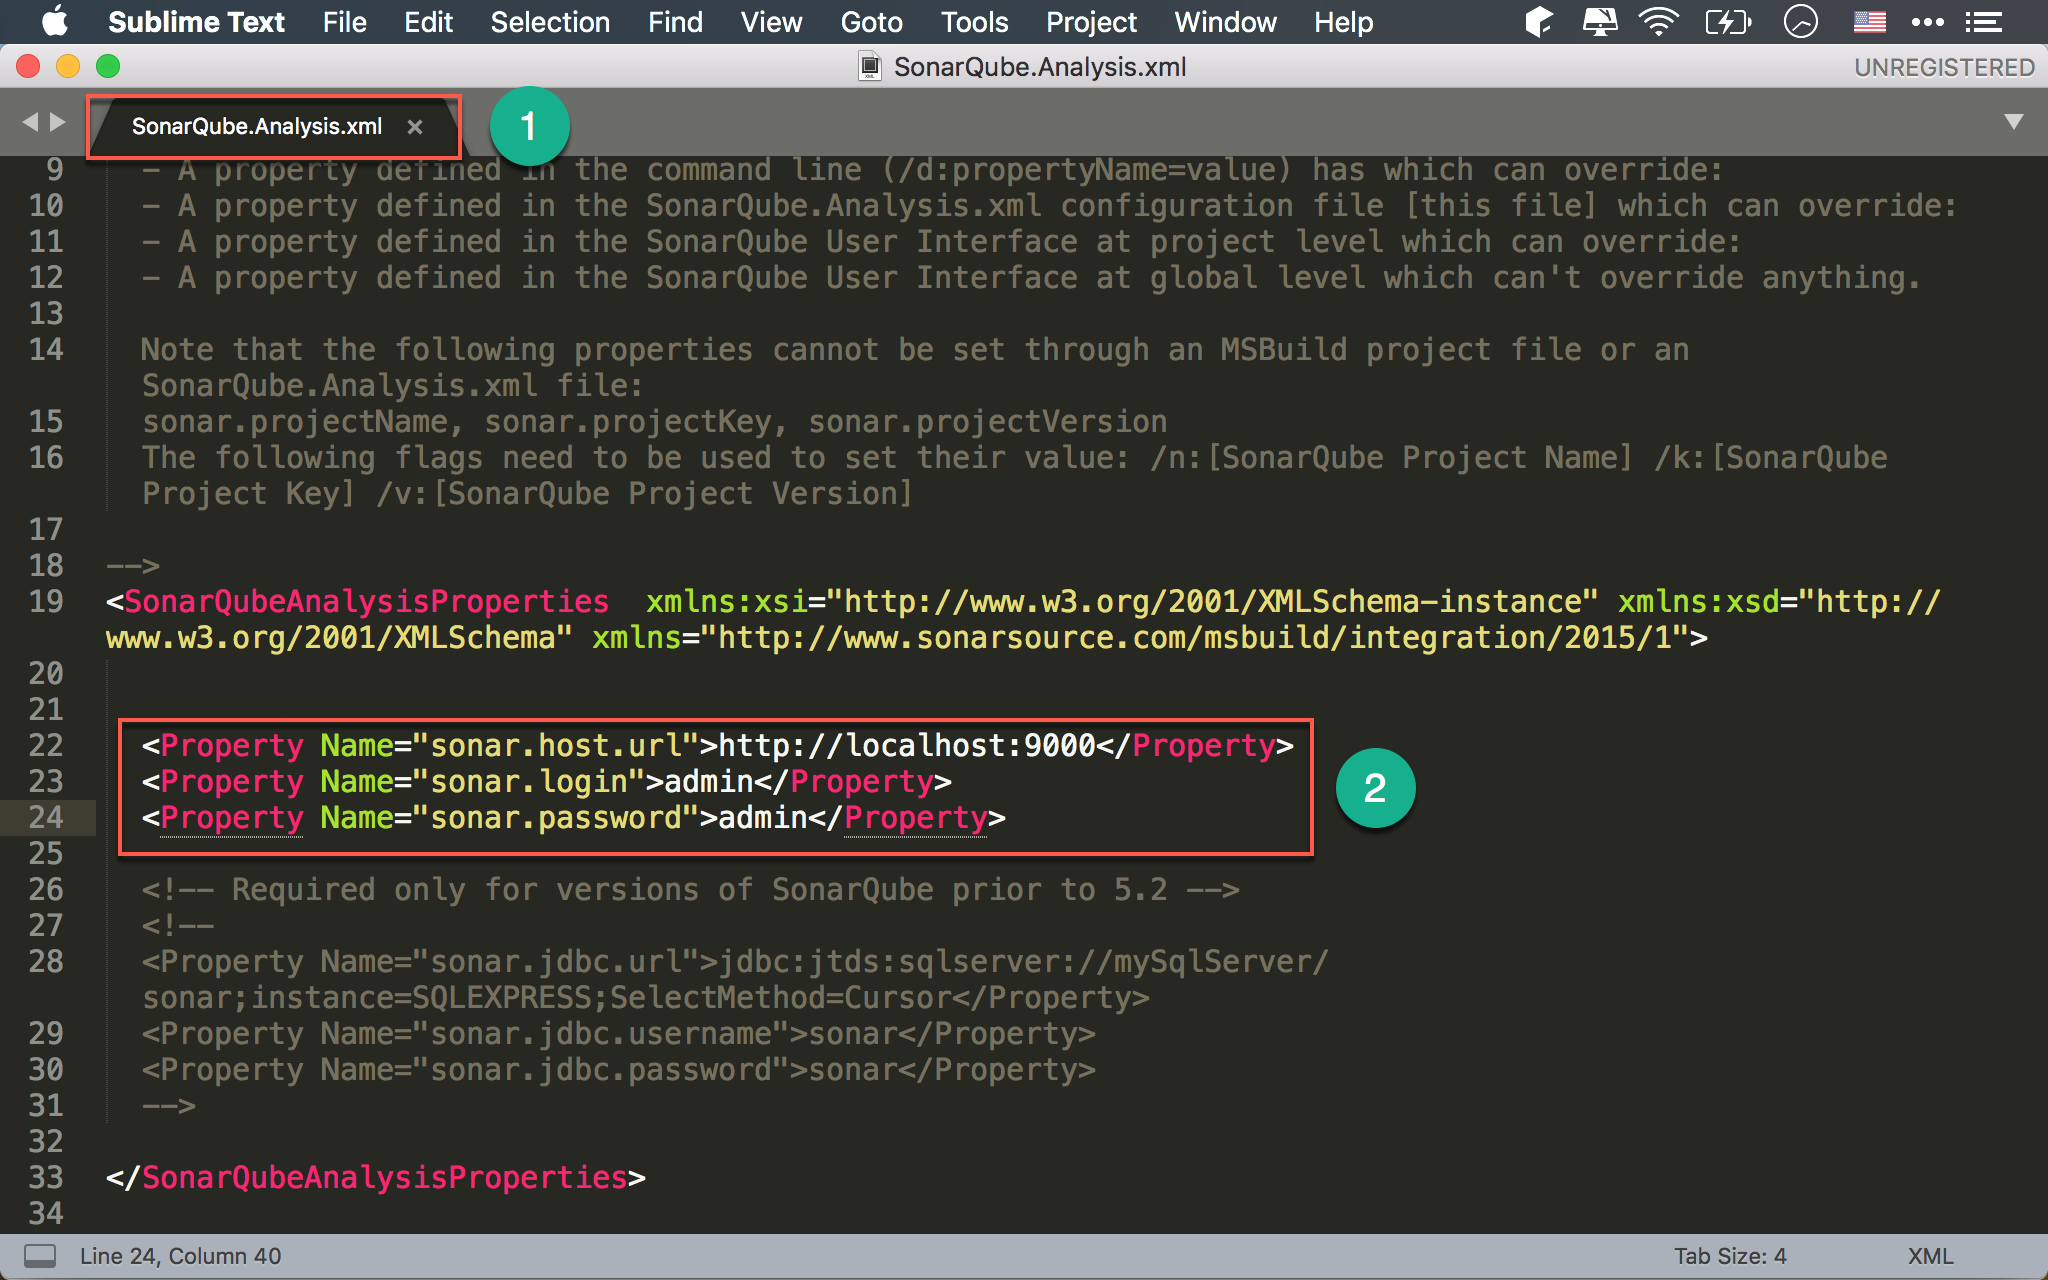 Sublime Text File Edit Selection Find View Goto Tools Project Window Help
SonarQube.Analysis.xml UNREGISTERED
SonarQube.Analysis.xml × 1
9 - A property defined in the command line (/d:propertyName=value) has which can override:
10 - A property defined in the SonarQube.Analysis.xml configuration file [this file] which can override:
11 - A property defined in the SonarQube User Interface at project level which can override:
12 - A property defined in the SonarQube User Interface at global level which can't override anything.
13
14 Note that the following properties cannot be set through an MSBuild project file or an
SonarQube.Analysis.xml file:
15 sonar.projectName, sonar.projectKey, sonar.projectVersion
16 The following flags need to be used to set their value: /n:[SonarQube Project Name] /k:[SonarQube
Project Key] /v:[SonarQube Project Version]
17
18 -->
19 <SonarQubeAnalysisProperties  xmlns:xsi="http://www.w3.org/2001/XMLSchema-instance" xmlns:xsd="http://
www.w3.org/2001/XMLSchema" xmlns="http://www.sonarsource.com/msbuild/integration/2015/1">
20
21
22 <Property Name="sonar.host.url">http://localhost:9000</Property>
23 <Property Name="sonar.login">admin</Property> 2
24 <Property Name="sonar.password">admin</Property>
25
26 <!-- Required only for versions of SonarQube prior to 5.2 -->
27 <!--
28 <Property Name="sonar.jdbc.url">jdbc:jtds:sqlserver://mySqlServer/
sonar;instance=SQLEXPRESS;SelectMethod=Cursor</Property>
29 <Property Name="sonar.jdbc.username">sonar</Property>
30 <Property Name="sonar.jdbc.password">sonar</Property>
31 -->
32
33 </SonarQubeAnalysisProperties>
34
Line 24, Column 40 Tab Size: 4 XML